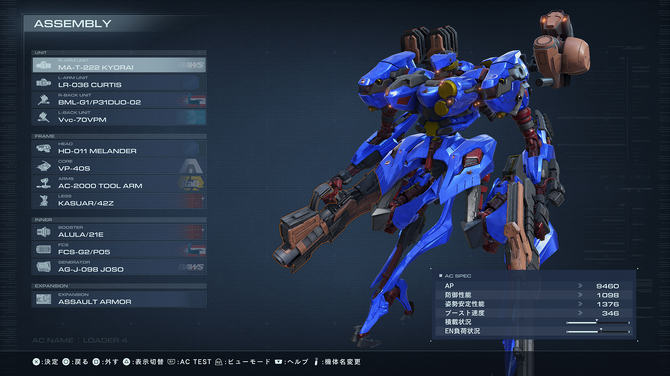 ASSEMBLY
UNIT
R-ARM UNIT
MA-T-222 KYORAI
L-ARM UNIT
LR-036 CURTIS
R-BACK UNIT
BML-G1/P31DUO-02
L-BACK UNIT
Vvc-70VPM
FRAME
HEAD
HD-011 MELANDER
CORE
VP-40S
ARMS
AC-2000 TOOL ARM
LEGS
KASUAR/42Z
INNER
BOOSTER
ALULA/21E
FCS
FCS-G2/P05
GENERATOR
AG-J-098 JOSO
EXPANSION
EXPANSION
ASSAULT ARMOR
AC SPEC
AP 9460
防御性能 1098
姿勢安定性能 1376
ブースト速度 346
積載状況
EN負荷状況
AC NAME LOADER 4
:決定 :戻る :外す :表示切替 :AC TEST :ビューモード :ヘルプ :機体名変更